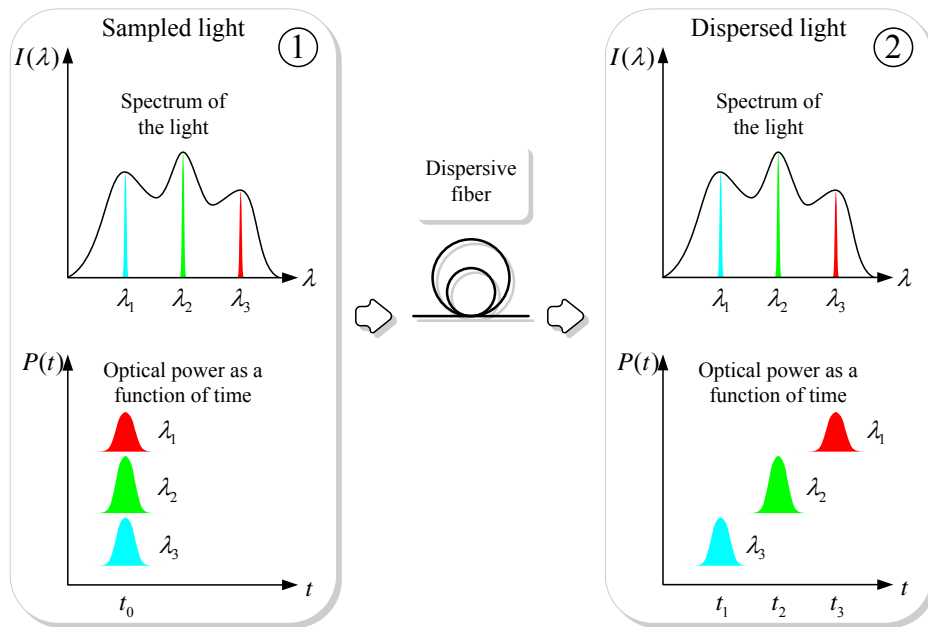 Sampled light
①
I(λ)
Spectrum of
the light
λ₁ λ₂ λ₃ λ
P(t)
Optical power as a
function of time
λ₁
λ₂
λ₃
t₀
t
Dispersive
fiber
Dispersed light
②
I(λ)
Spectrum of
the light
λ₁ λ₂ λ₃ λ
P(t)
Optical power as a
function of time
λ₁
λ₂
λ₃
t₁ t₂ t₃
t